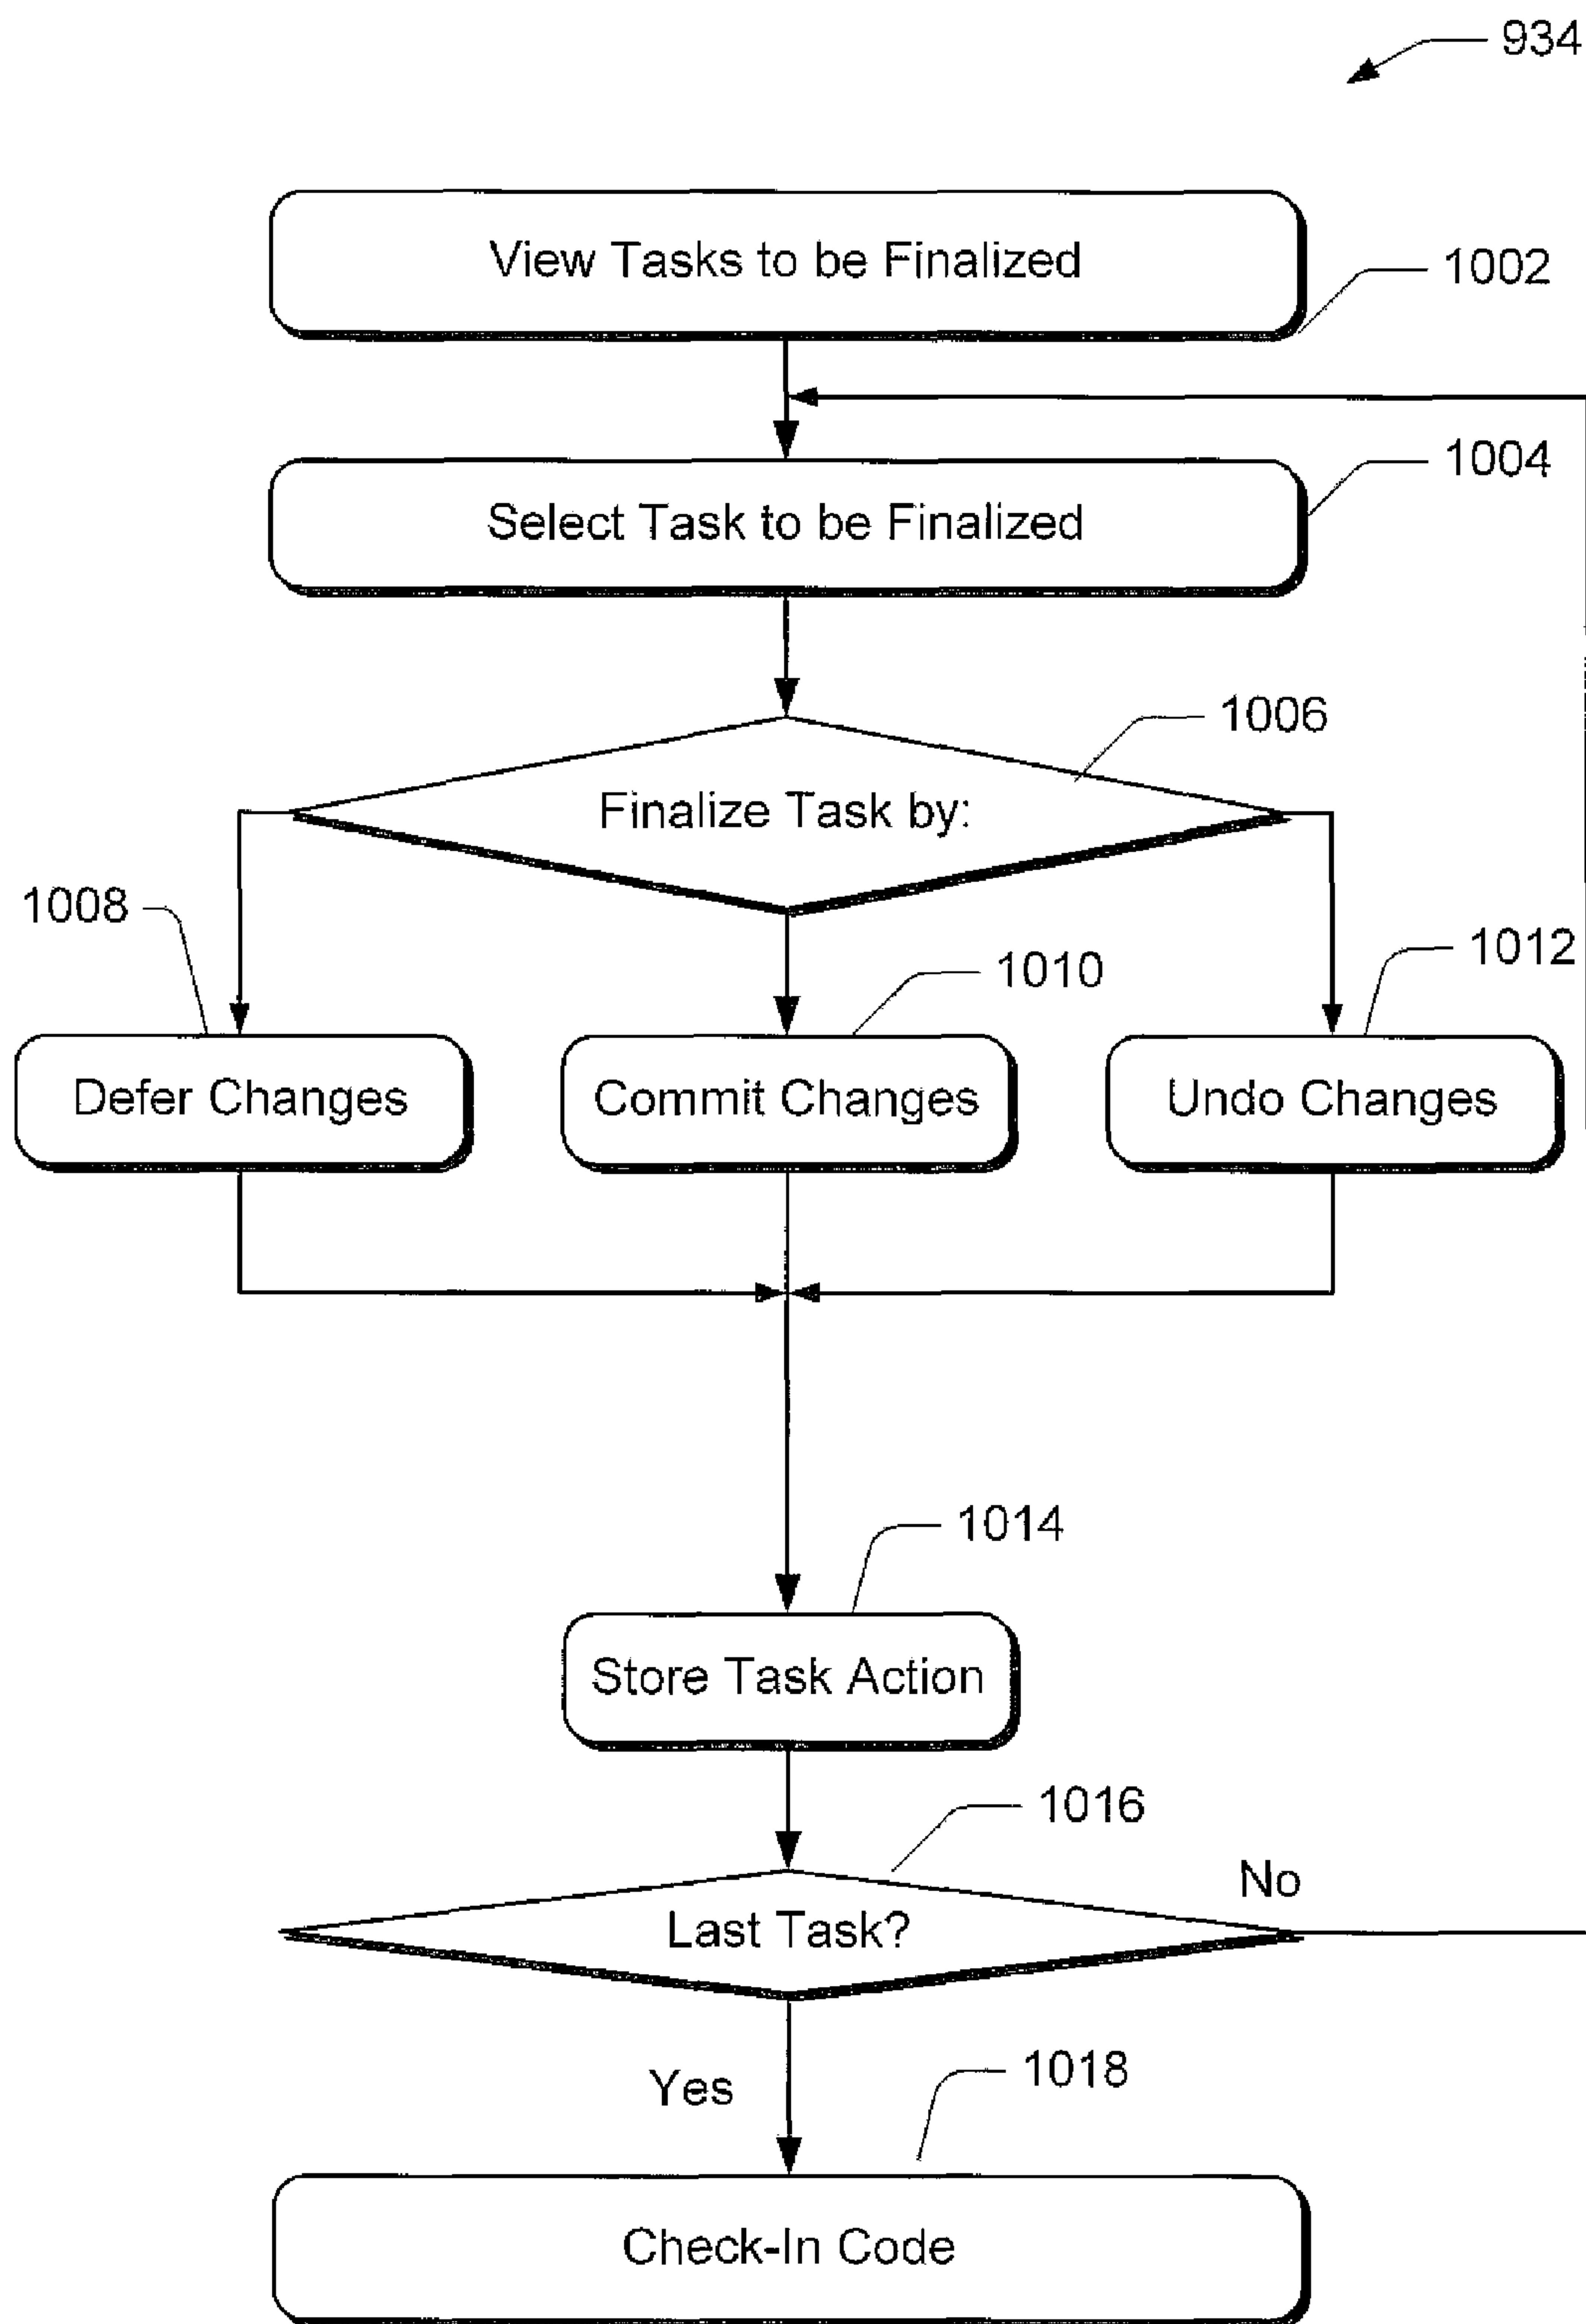 934
View Tasks to be Finalized
1002
1004
Select Task to be Finalized
1006
Finalize Task by:
1008
1010
1012
Defer Changes
Commit Changes
Undo Changes
1014
Store Task Action
1016
No
Last Task?
1018
Yes
Check-In Code